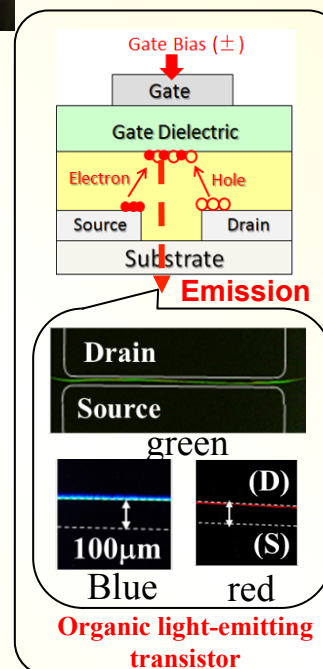 Gate Bias (±)
Gate
Gate Dielectric
Electron
Hole
Source
Drain
Substrate
Emission
Drain
Source
green
(D)
100μm
(S)
Blue
red
Organic light-emitting
transistor